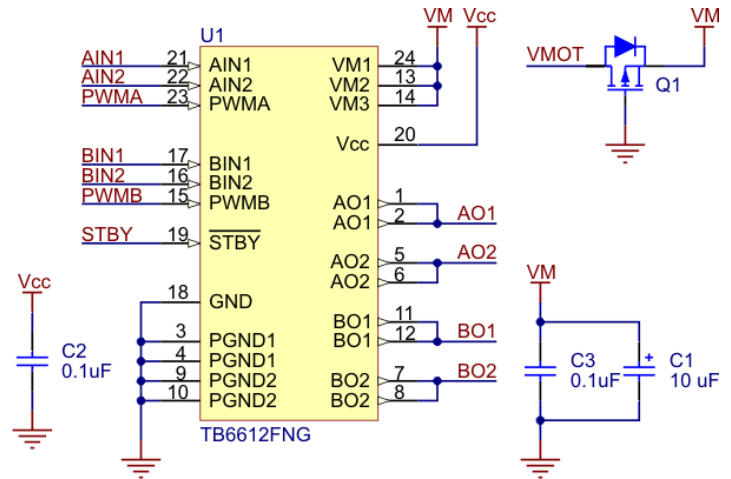 VM Vcc VM
U1
AIN1 21 AIN1 VM1 24
AIN2 22 AIN2 VM2 13
PWMA 23 PWMA VM3 14
VMOT Q1
Vcc 20
BIN1 17 BIN1
BIN2 16 BIN2
PWMB 15 PWMB
AO1 1
AO1 2 AO1
STBY 19 STBY
AO2 5 AO2
AO2 6
Vcc
18 GND
VM
BO1 11
3 PGND1 BO1 12 BO1
4 PGND1
9 PGND2 BO2 7 BO2
10 PGND2 BO2 8
C2
0.1uF
C3
0.1uF
+ C1
10 uF
TB6612FNG